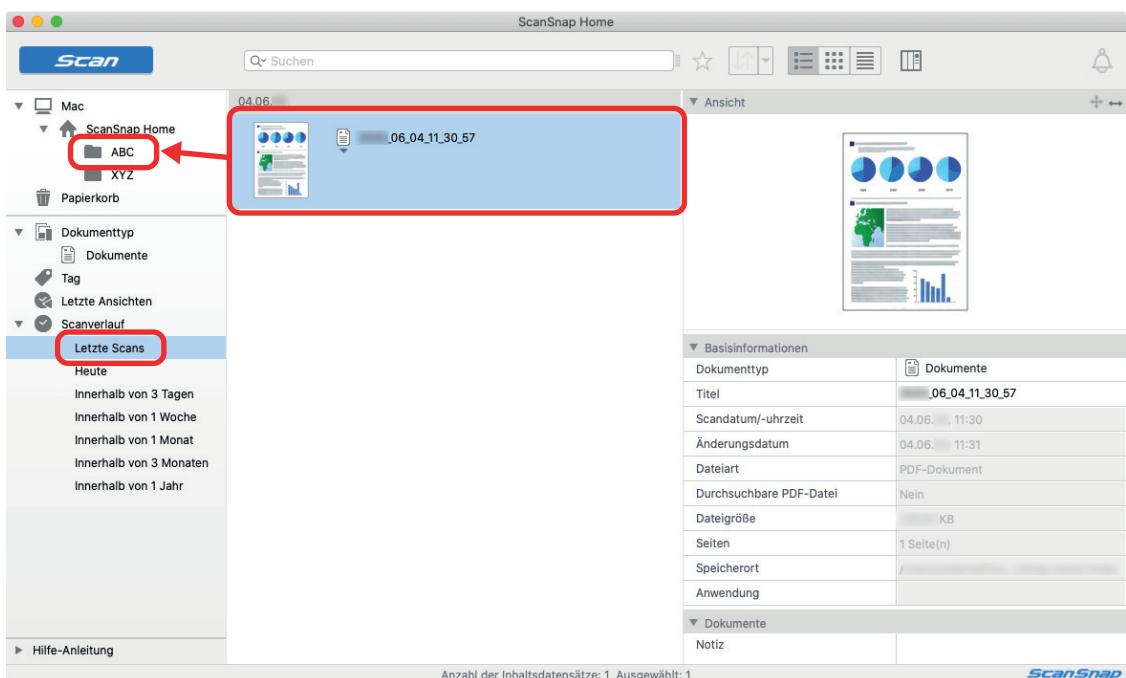 ScanSnap Home
Scan
Suchen
Mac
ScanSnap Home
ABC
XYZ
Papierkorb
Dokumenttyp
Dokumente
Tag
Letzte Ansichten
Scanverlauf
Letzte Scans
Heute
Innerhalb von 3 Tagen
Innerhalb von 1 Woche
Innerhalb von 1 Monat
Innerhalb von 3 Monaten
Innerhalb von 1 Jahr
Hilfe-Anleitung
04.06.
_06_04_11_30_57
Ansicht
Basisinformationen
Dokumenttyp Dokumente
Titel _06_04_11_30_57
Scandatum/-uhrzeit 04.06. , 11:30
Änderungsdatum 04.06. 11:31
Dateiart PDF-Dokument
Durchsuchbare PDF-Datei Nein
Dateigröße KB
Seiten 1 Seite(n)
Speicherort /
Anwendung
Dokumente
Notiz
Anzahl der Inhaltsdatensätze: 1 Ausgewählt: 1
ScanSnap